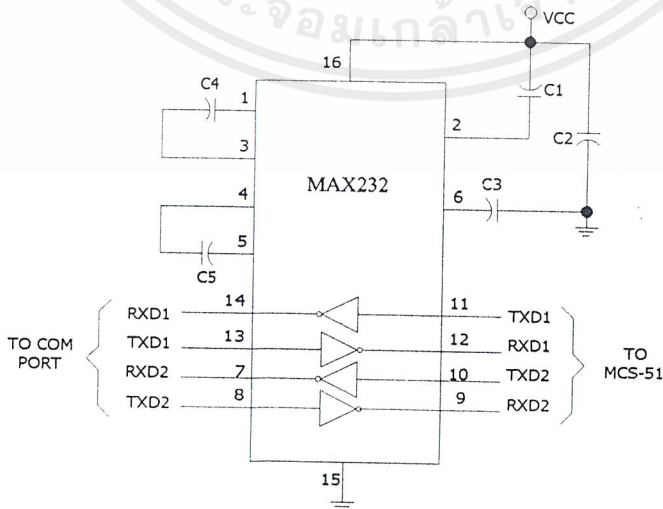 VCC
16
C4
1
C1
2
3
C2
MAX232
4
6
C3
5
C5
14
11
RXD1
TXD1
13
12
TXD1
RXD1
TO COM
PORT
TO
MCS-51
RXD2
7
10
TXD2
TXD2
8
9
RXD2
15